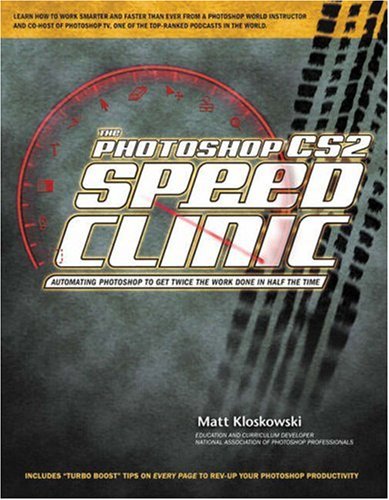 LEARN HOW TO WORK SMARTER AND FASTER THAN EVER FROM A PHOTOSHOP WORLD INSTRUCTOR
AND CO-HOST OF PHOTOSHOP TV, ONE OF THE TOP-RANKED PODCASTS IN THE WORLD.
THE
PHOTOSHOP CS2
SPEED
CLINIC
AUTOMATING PHOTOSHOP TO GET TWICE THE WORK DONE IN HALF THE TIME
Matt Kloskowski
EDUCATION AND CURRICULUM DEVELOPER
NATIONAL ASSOCIATION OF PHOTOSHOP PROFESSIONALS
INCLUDES "TURBO BOOST" TIPS ON EVERY PAGE TO REV-UP YOUR PHOTOSHOP PRODUCTIVITY